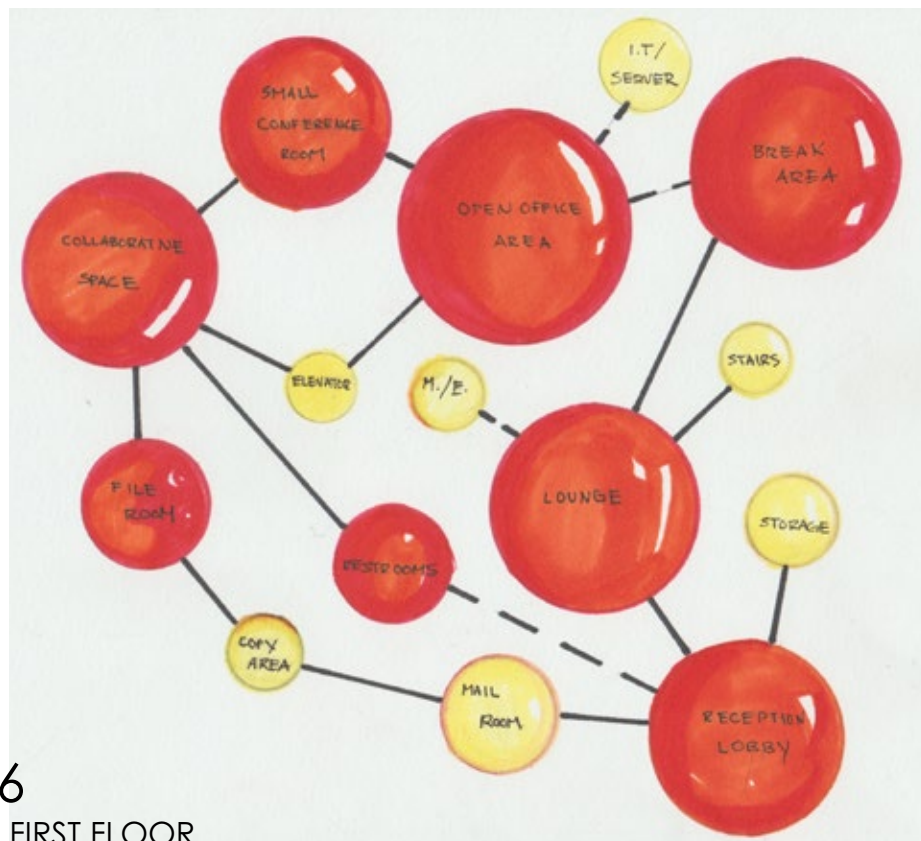 I.T/
SERVER
SMALL
CONFERENCE
ROOM
BREAK
AREA
OPEN OFFICE
AREA
COLLABORATIVE
SPACE
ELEVATOR
M./E.
STAIRS
FILE
ROOM
LOUNGE
STORAGE
RESTROOMS
COPY
AREA
MAIL
ROOM
RECEPTION
LOBBY
6
FIRST FLOOR